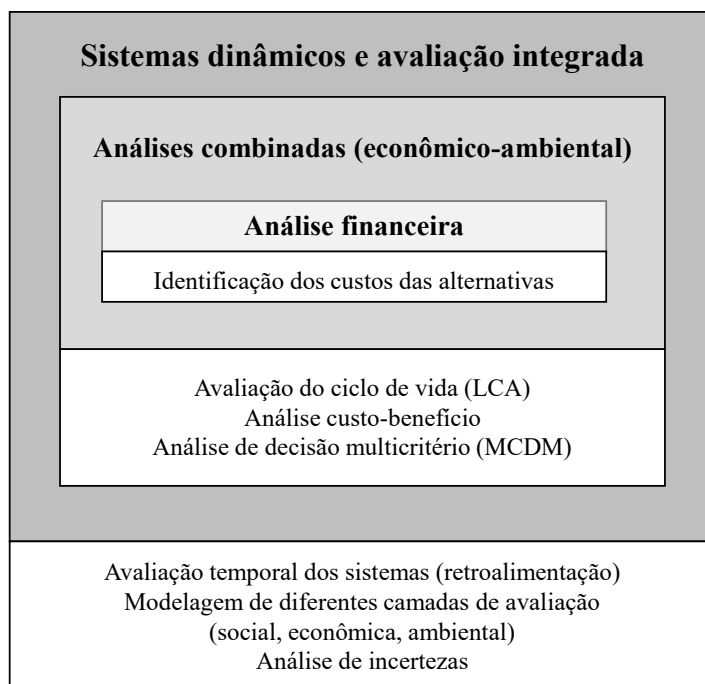 Sistemas dinâmicos e avaliação integrada
Análises combinadas (econômico-ambiental)
Análise financeira
Identificação dos custos das alternativas
Avaliação do ciclo de vida (LCA)
Análise custo-benefício
Análise de decisão multicritério (MCDM)
Avaliação temporal dos sistemas (retroalimentação)
Modelagem de diferentes camadas de avaliação
(social, econômica, ambiental)
Análise de incertezas